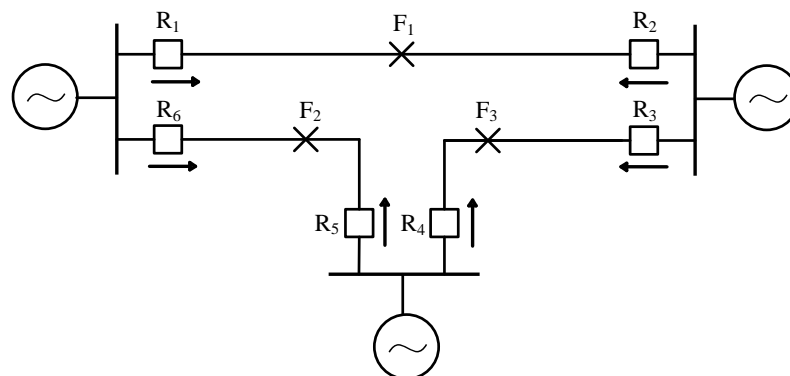 R₁ F₁ R₂
R₆ F₂ F₃ R₃
R₅ R₄